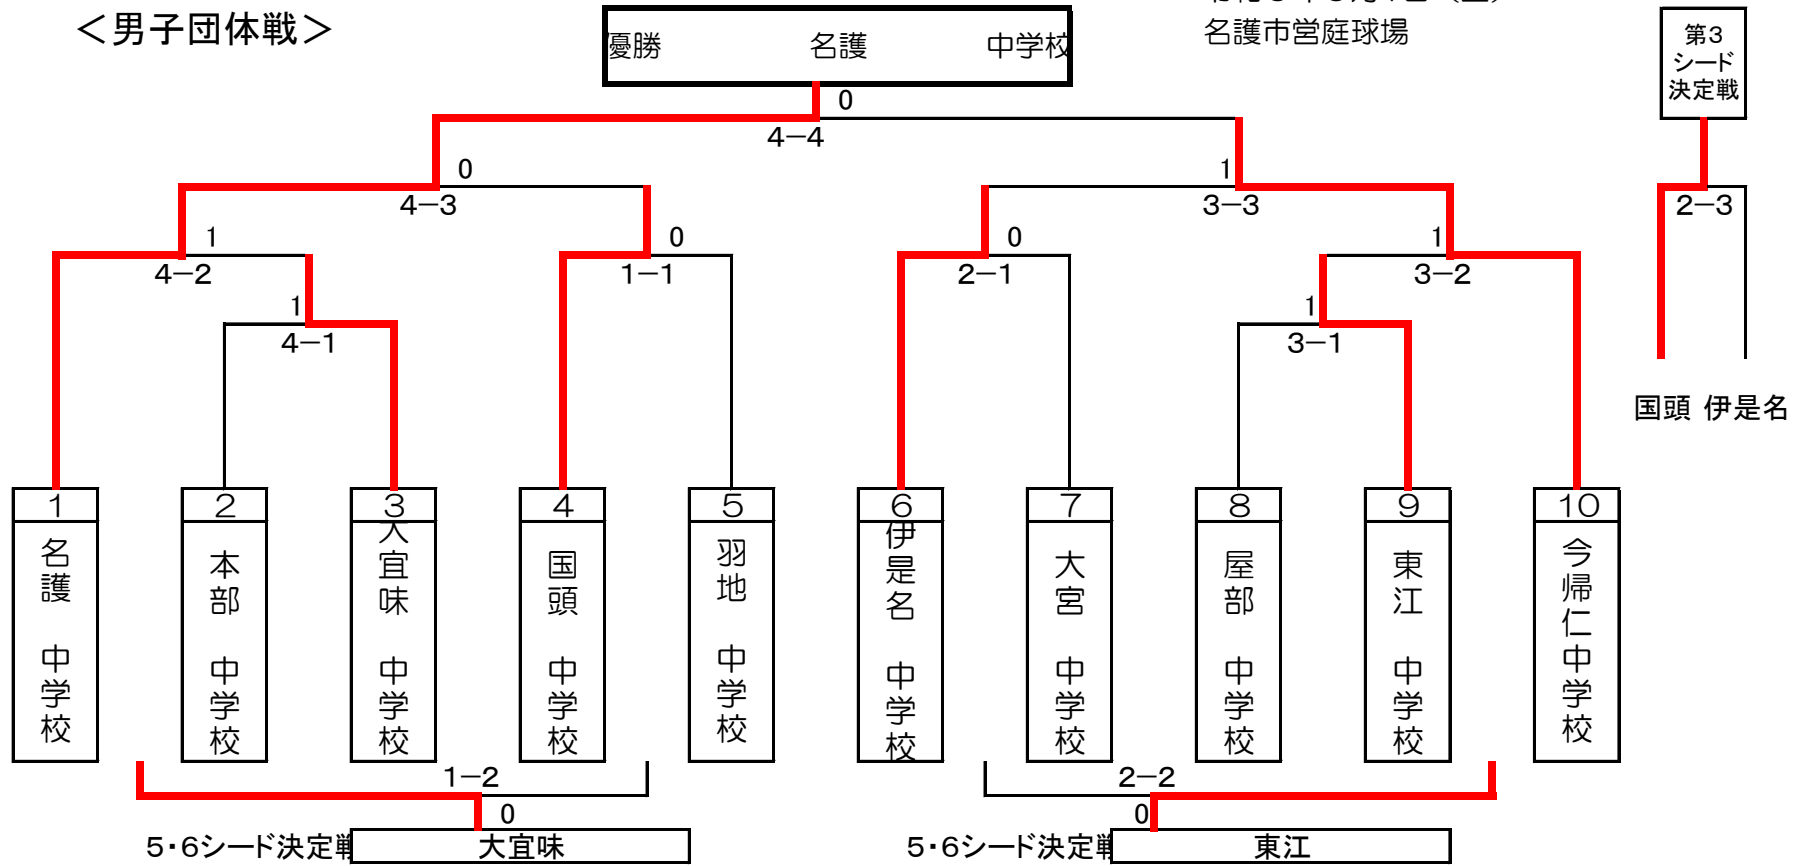 ＜男子団体戦＞
優勝 名護 中学校
名護市営庭球場
第3
シード
決定戦
0
4－4
0
4－3
1
3－3
2－3
1
4－2
0
1－1
0
2－1
1
3－2
1
4－1
1
3－1
国頭 伊是名
1 2 3 4 5 6 7 8 9 10
名護 中学校
本部 中学校
大宜味 中学校
国頭 中学校
羽地 中学校
伊是名 中学校
大宮 中学校
屋部 中学校
東江 中学校
今帰仁中学校
1－2
0
2－2
0
5・6シード決定戦 大宜味
5・6シード決定戦 東江